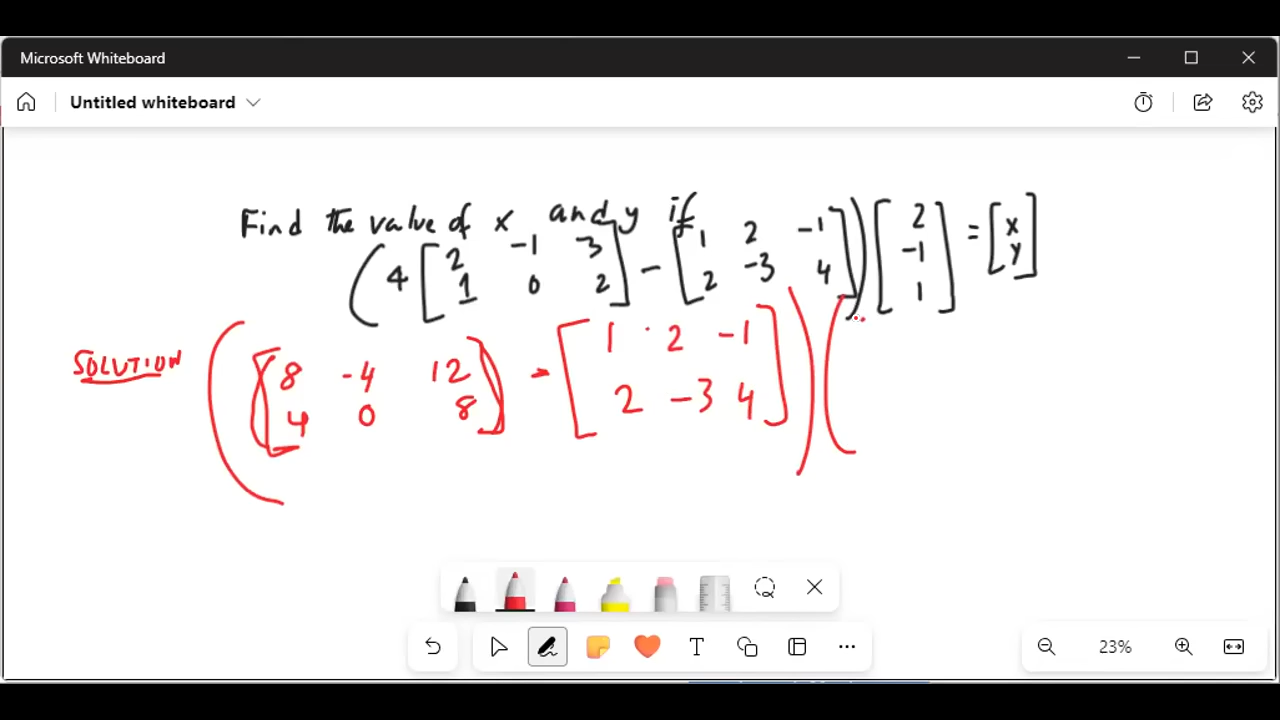 Microsoft Whiteboard
Untitled whiteboard
Find the value of x and y if
(4 [2 -1 3] - [1 2 -1]) [2] = [x]
[1 0 2] [2 -3 4] [-1] [y]
[1]
SOLUTION
([8 -4 12] - [1 2 -1]) (
[4 0 8] [2 -3 4]
T
23%